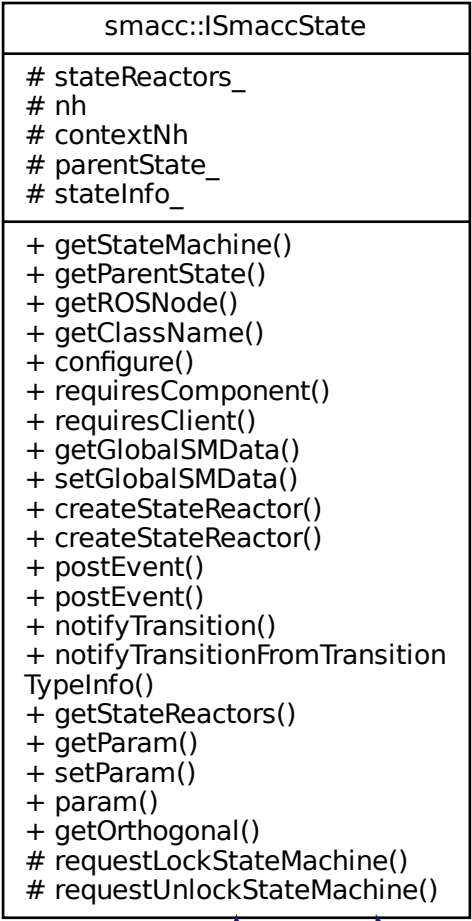 smacc::ISmaccState
# stateReactors_
# nh
# contextNh
# parentState_
# stateInfo_
+ getStateMachine()
+ getParentState()
+ getROSNode()
+ getClassName()
+ configure()
+ requiresComponent()
+ requiresClient()
+ getGlobalSMData()
+ setGlobalSMData()
+ createStateReactor()
+ createStateReactor()
+ postEvent()
+ postEvent()
+ notifyTransition()
+ notifyTransitionFromTransition
TypeInfo()
+ getStateReactors()
+ getParam()
+ setParam()
+ param()
+ getOrthogonal()
# requestLockStateMachine()
# requestUnlockStateMachine()